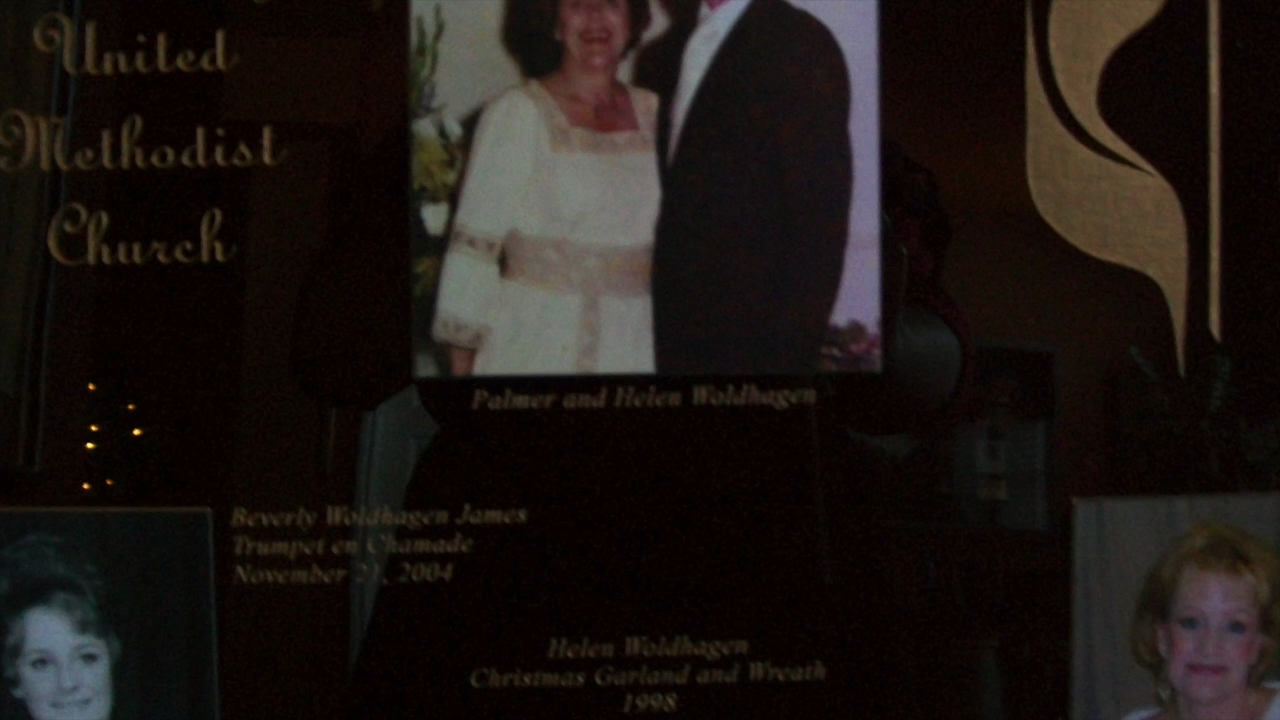 United
Methodist
Church
Palmer and Helen Woldhagen
Beverly Woldhagen James
Trumpet en Chamade
November 21, 2004
Helen Woldhagen
Christmas Garland and Wreath
1998